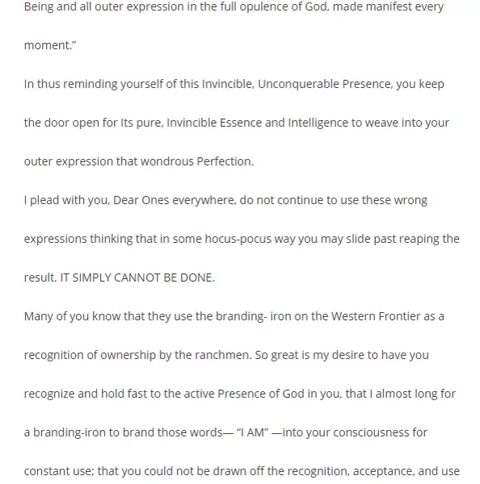 Being and all outer expression in the full opulence of God, made manifest every
moment.”
In thus reminding yourself of this Invincible, Unconquerable Presence, you keep
the door open for Its pure, Invincible Essence and Intelligence to weave into your
outer expression that wondrous Perfection.
I plead with you, Dear Ones everywhere, do not continue to use these wrong
expressions thinking that in some hocus-pocus way you may slide past reaping the
result. IT SIMPLY CANNOT BE DONE.
Many of you know that they use the branding- iron on the Western Frontier as a
recognition of ownership by the ranchmen. So great is my desire to have you
recognize and hold fast to the active Presence of God in you, that I almost long for
a branding-iron to brand those words— “I AM” —into your consciousness for
constant use; that you could not be drawn off the recognition, acceptance, and use